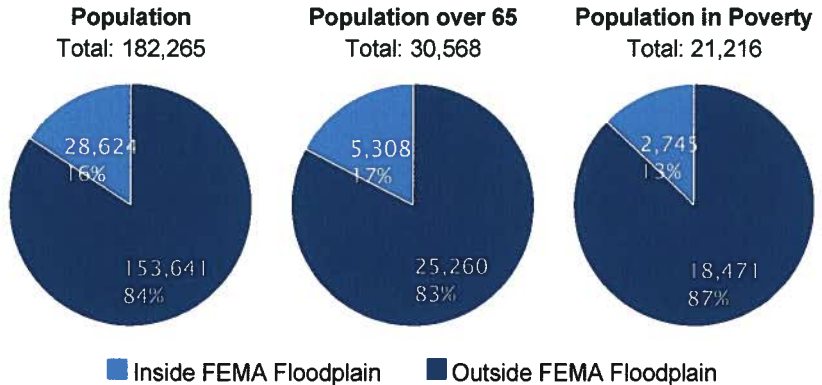 Population
Total: 182,265
Population over 65
Total: 30,568
Population in Poverty
Total: 21,216
28,624
16%
153,641
84%
5,308
17%
25,260
83%
2,745
13%
18,471
87%
Inside FEMA Floodplain
Outside FEMA Floodplain